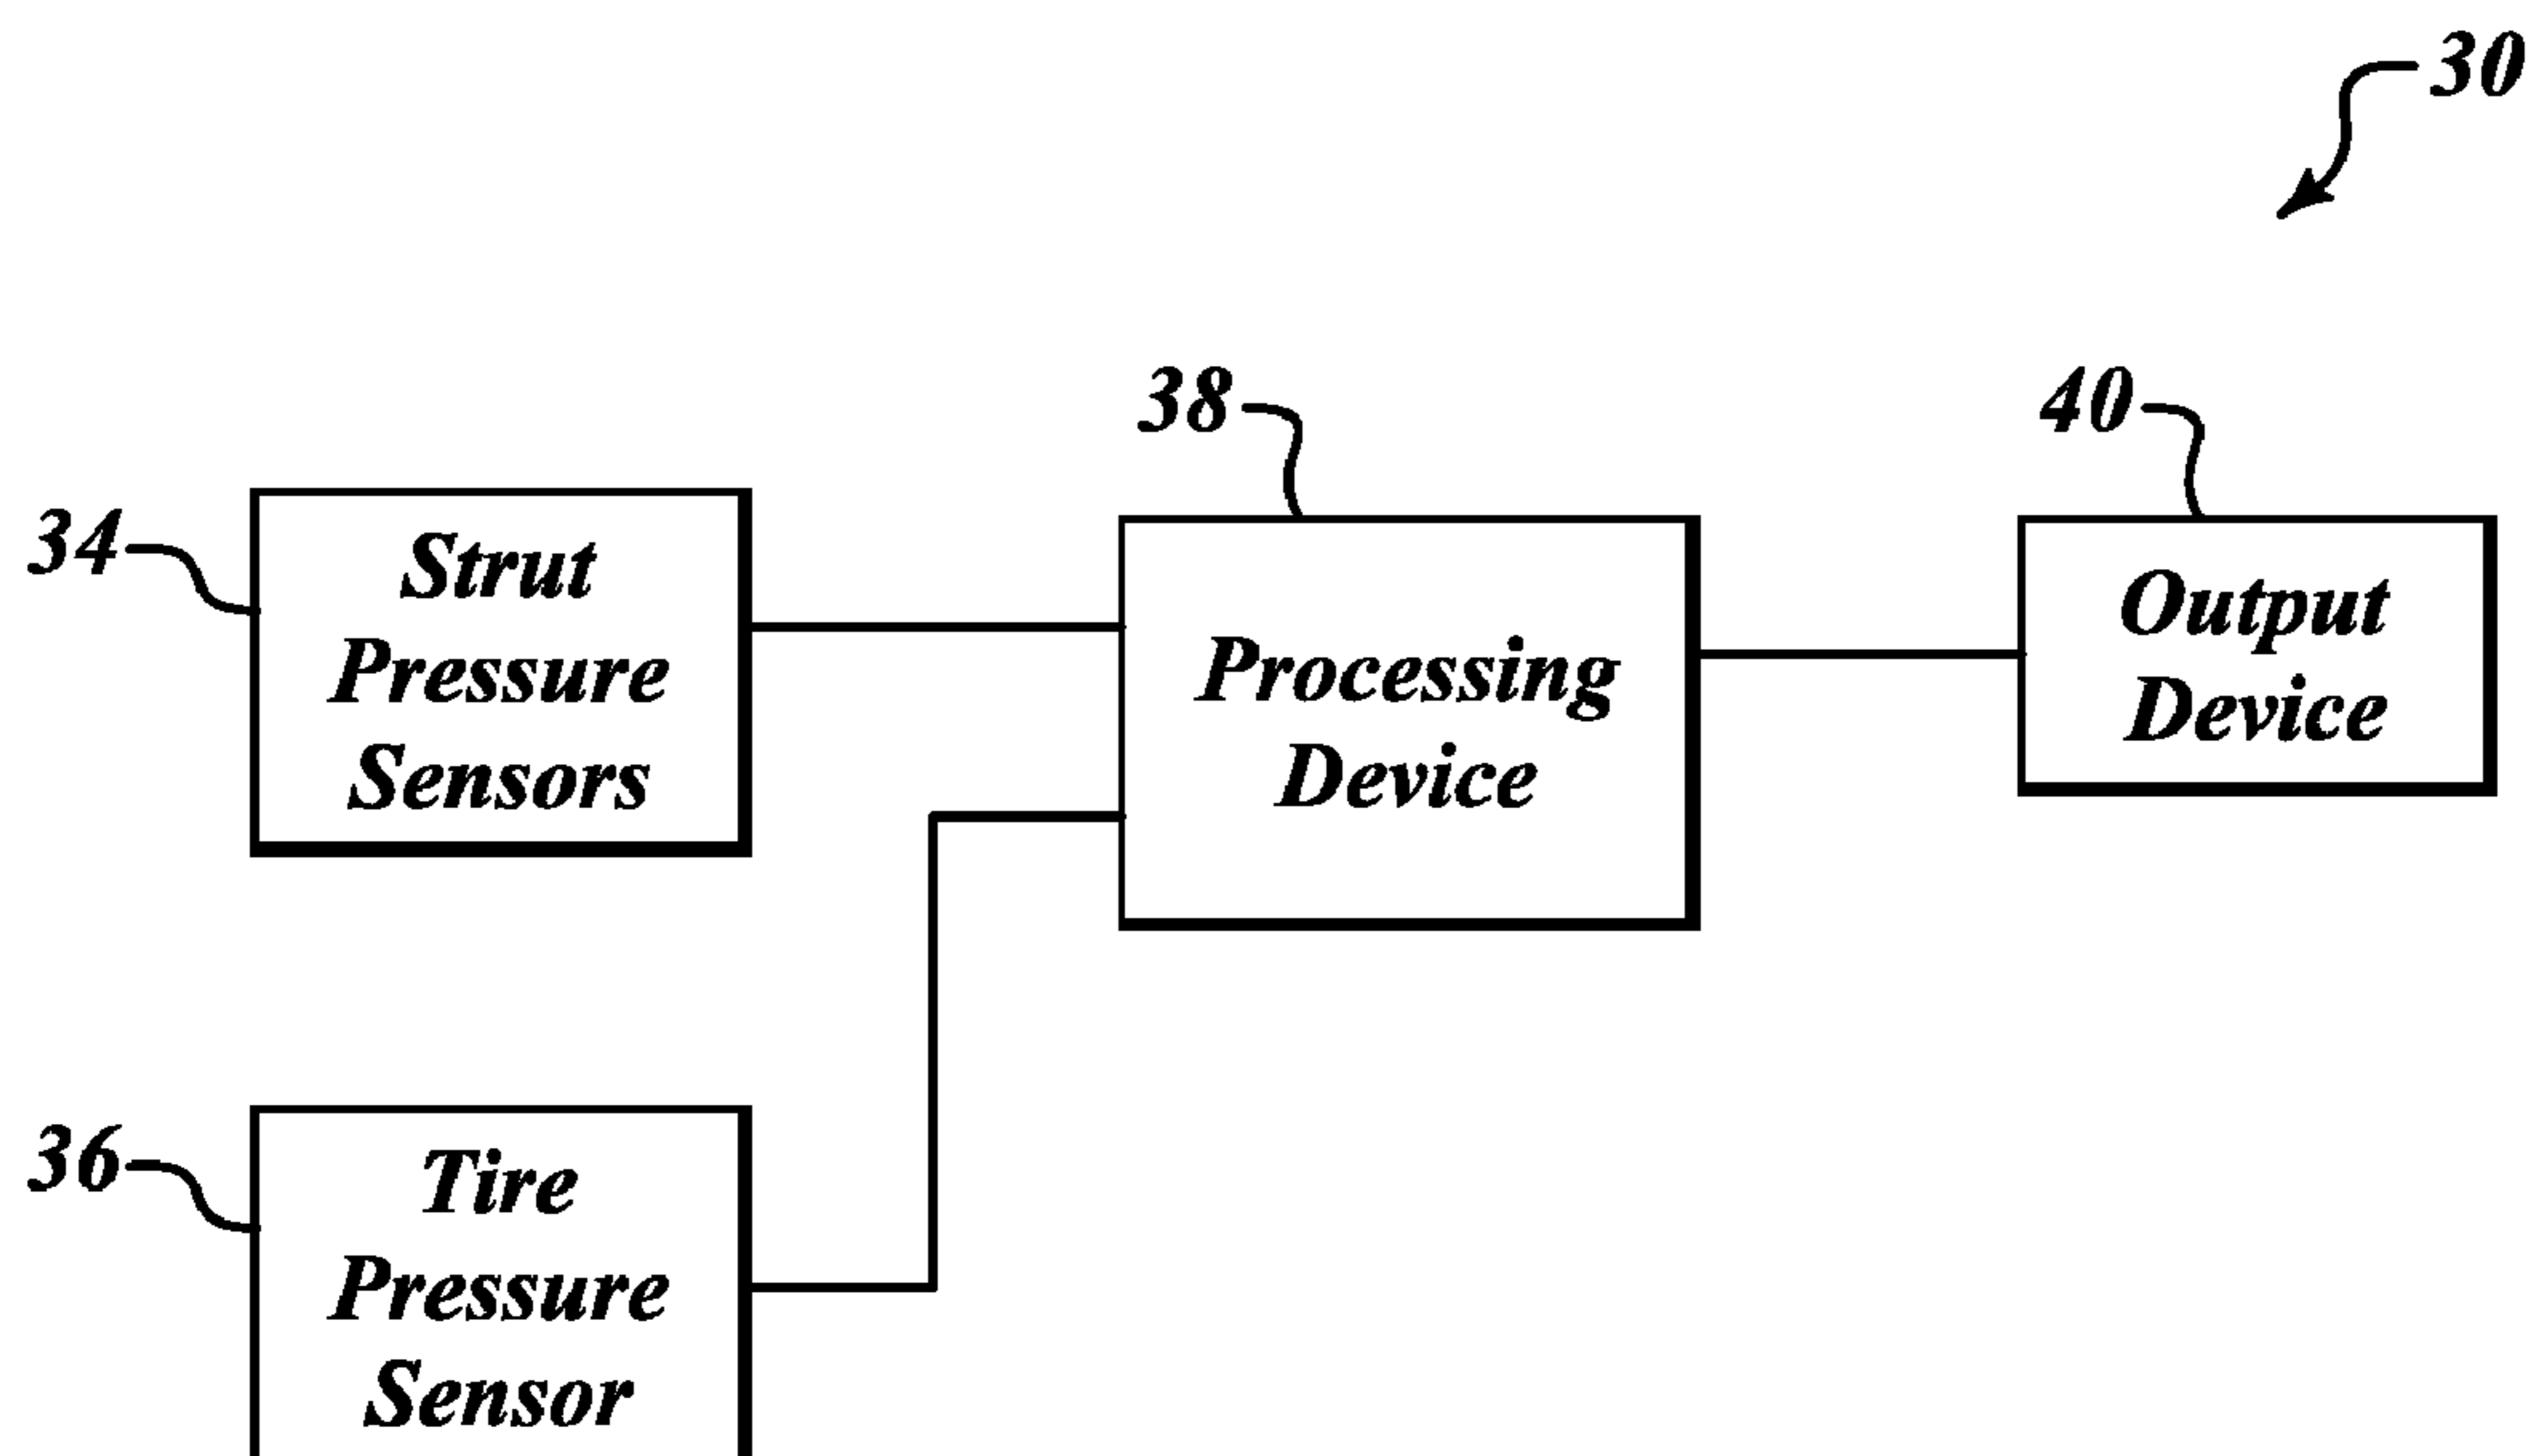 30
38
40
34
Strut
Pressure
Sensors
Processing
Device
Output
Device
36
Tire
Pressure
Sensor